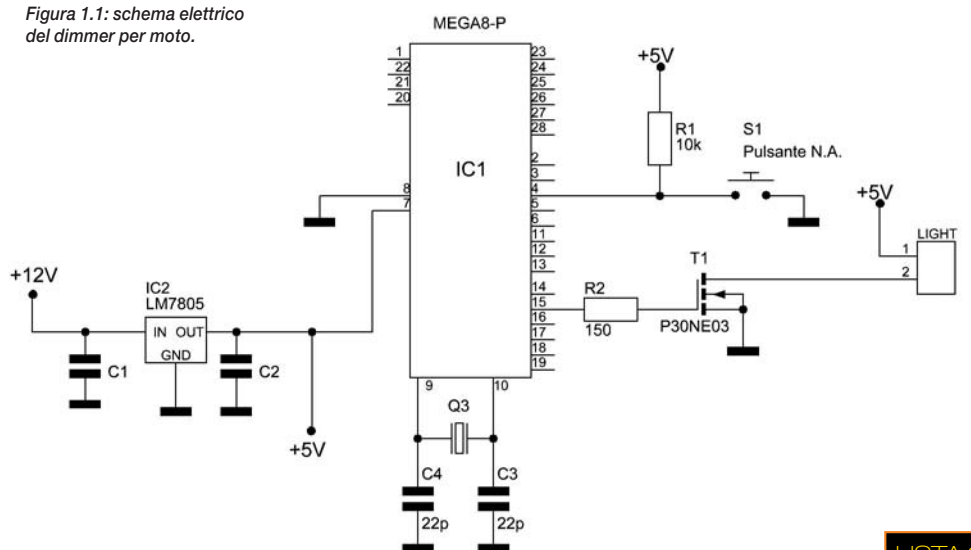 Figura 1.1: schema elettrico
del dimmer per moto.
MEGA8-P
1
22
21
20
23
24
25
26
27
28
IC1
2
3
4
5
6
11
12
13
14
15
16
17
18
19
8
7
9
10
+5V
R1
10k
S1
Pulsante N.A.
+5V
LIGHT
1
2
T1
P30NE03
R2
150
+12V
IC2
LM7805
IN OUT
GND
C1
C2
+5V
Q3
C4
22p
C3
22p